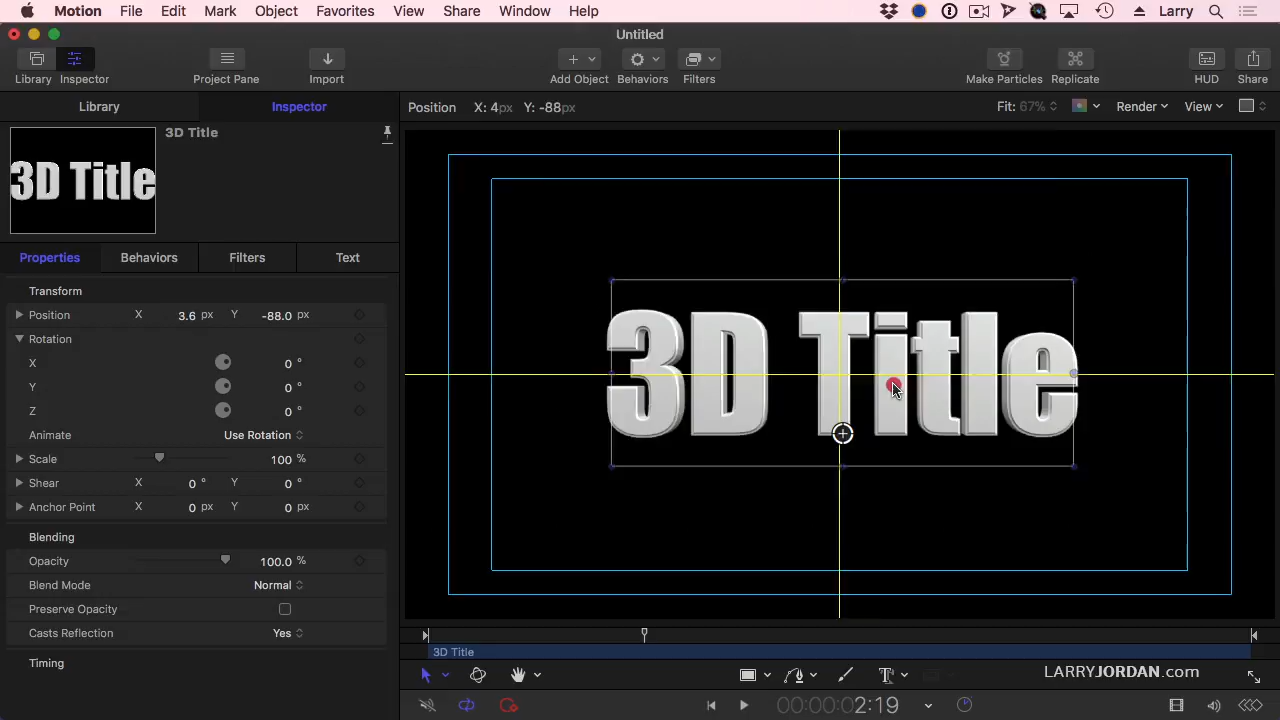 Motion File Edit Mark Object Favorites View Share Window Help Larry
Untitled
Library Inspector Project Pane Import Add Object Behaviors Filters Make Particles Replicate HUD Share
Library Inspector Position X: 4px Y: -88px Fit: 67% Render View
3D Title
3D Title
Properties Behaviors Filters Text
Transform
Position X 3.6 px Y -88.0 px
Rotation
X 0 °
Y 0 °
Z 0 °
Animate Use Rotation
Scale 100 %
Shear X 0 ° Y 0 °
Anchor Point X 0 px Y 0 px
Blending
Opacity 100.0 %
Blend Mode Normal
Preserve Opacity
Casts Reflection Yes
Timing
3D Title
3D Title
T
LARRYJORDAN.com
00:00:02:19